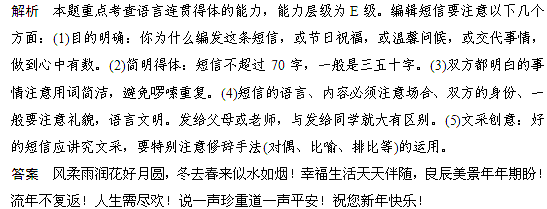 解析　本题重点考查语言连贯得体的能力，能力层级为 E 级。编辑短信要注意以下几个
方面：(1)目的明确：你为什么编发这条短信，或节日祝福，或温馨问候，或交代事情，
做到心中有数。(2)简明得体：短信不超过 70 字，一般是三五十字。(3)双方都明白的事
情注意用词简洁，避免啰嗦重复。(4)短信的语言、内容必须注意场合、双方的身份、一
般要注意礼貌，语言文明。发给父母或老师，与发给同学就六有区别。(5)文采创意：好
的短信应讲究文采，要特别注意修辞手法(对偶、比喻、排比等)的运用。
答案　风柔雨润花好月圆，冬去春来似水如烟！幸福生活天天伴随，良辰美景年年期盼！
流年不复返！人生需尽欢！说一声珍重道一声平安！祝您新年快乐！